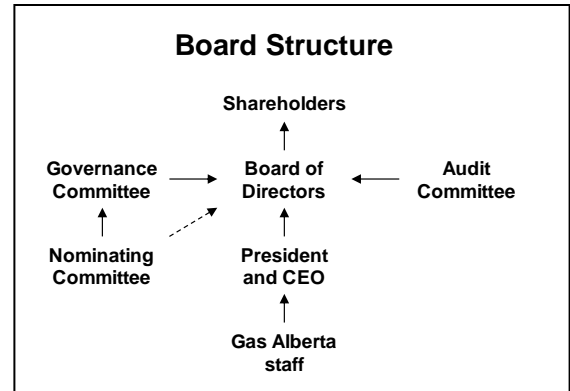 Board Structure
Shareholders
Governance
Committee
Board of
Directors
Audit
Committee
Nominating
Committee
President
and CEO
Gas Alberta
staff